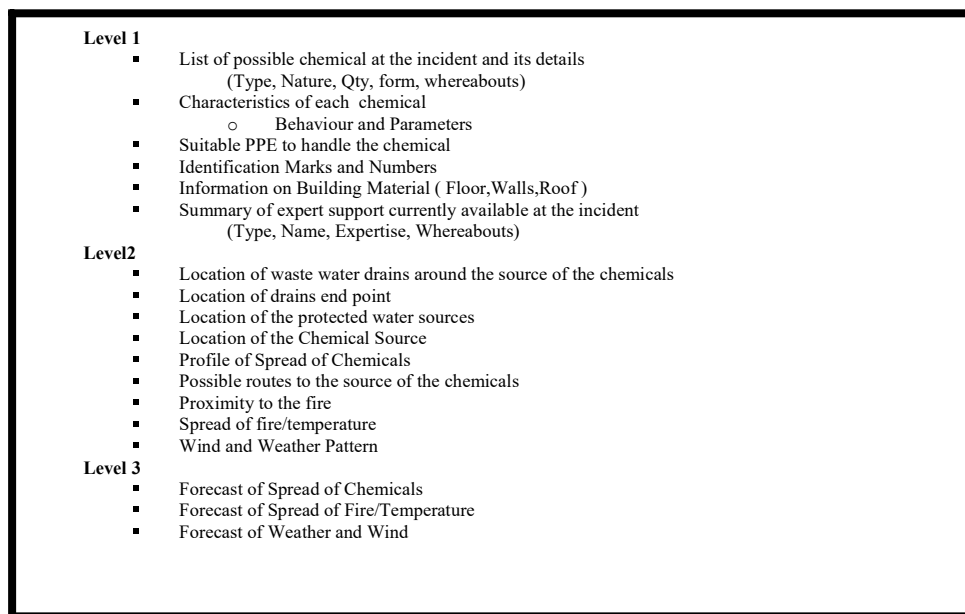 Level 1
▪ List of possible chemical at the incident and its details
(Type, Nature, Qty, form, whereabouts)
▪ Characteristics of each chemical
o Behaviour and Parameters
▪ Suitable PPE to handle the chemical
▪ Identification Marks and Numbers
▪ Information on Building Material ( Floor,Walls,Roof )
▪ Summary of expert support currently available at the incident
(Type, Name, Expertise, Whereabouts)
Level2
▪ Location of waste water drains around the source of the chemicals
▪ Location of drains end point
▪ Location of the protected water sources
▪ Location of the Chemical Source
▪ Profile of Spread of Chemicals
▪ Possible routes to the source of the chemicals
▪ Proximity to the fire
▪ Spread of fire/temperature
▪ Wind and Weather Pattern
Level 3
▪ Forecast of Spread of Chemicals
▪ Forecast of Spread of Fire/Temperature
▪ Forecast of Weather and Wind